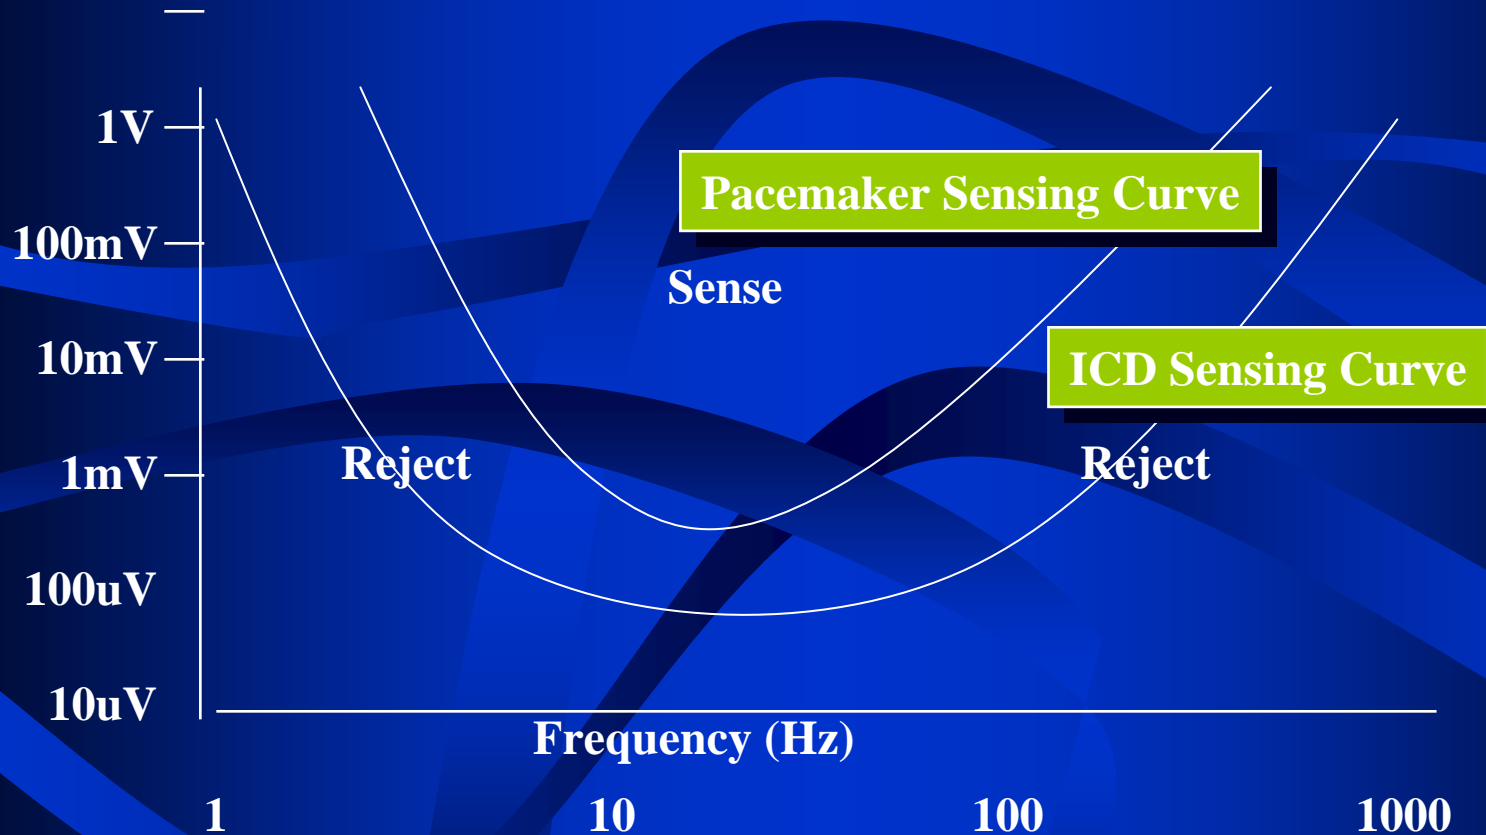 1V
Pacemaker Sensing Curve
100mV
Sense
10mV
ICD Sensing Curve
1mV
Reject
Reject
100uV
10uV
Frequency (Hz)
1
10
100
1000